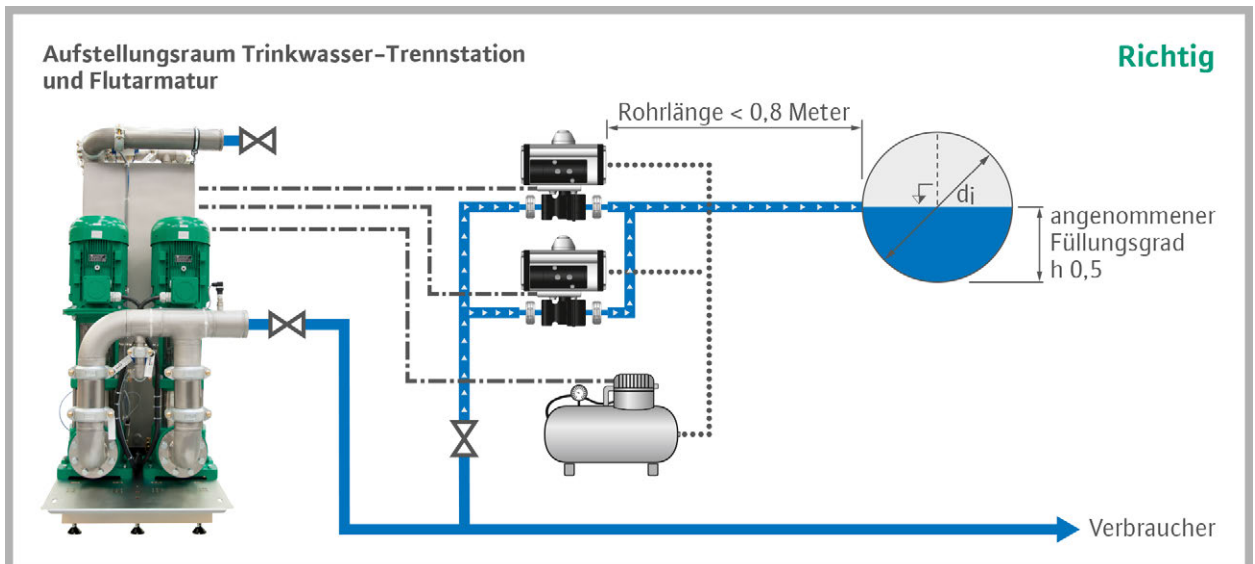 Aufstellungsraum Trinkwasser-Trennstation
und Flutarmatur
Richtig
Rohrlänge < 0,8 Meter
di
angenommener
Füllungsgrad
h 0,5
Verbraucher